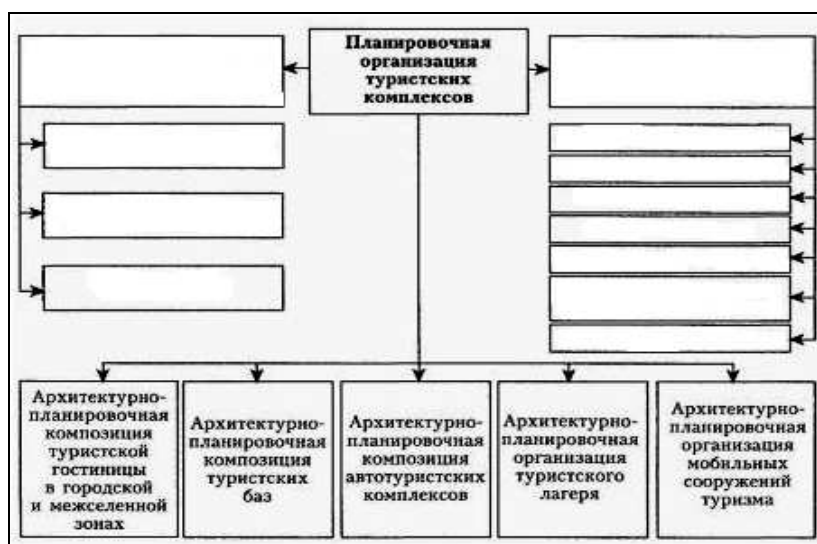 Планировочная
организация
туристских
комплексов
Архитектурно-
планировочная
композиция
туристской
гостиницы
в городской
и межселенной
зонах
Архитектурно-
планировочная
композиция
туристских
баз
Архитектурно-
планировочная
композиция
автотуристских
комплексов
Архитектурно-
планировочная
организация
туристского
лагеря
Архитектурно-
планировочная
организация
мобильных
сооружений
туризма